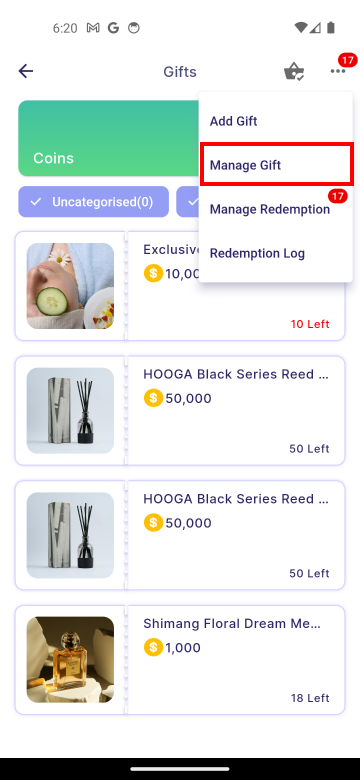 6:20
Gifts
17
Add Gift
Coins
Manage Gift
Uncategorised(0)
17
Manage Redemption
Exclusive
10,00
Redemption Log
10 Left
HOOGA Black Series Reed ...
50,000
50 Left
HOOGA Black Series Reed ...
50,000
50 Left
Shimang Floral Dream Me...
1,000
18 Left